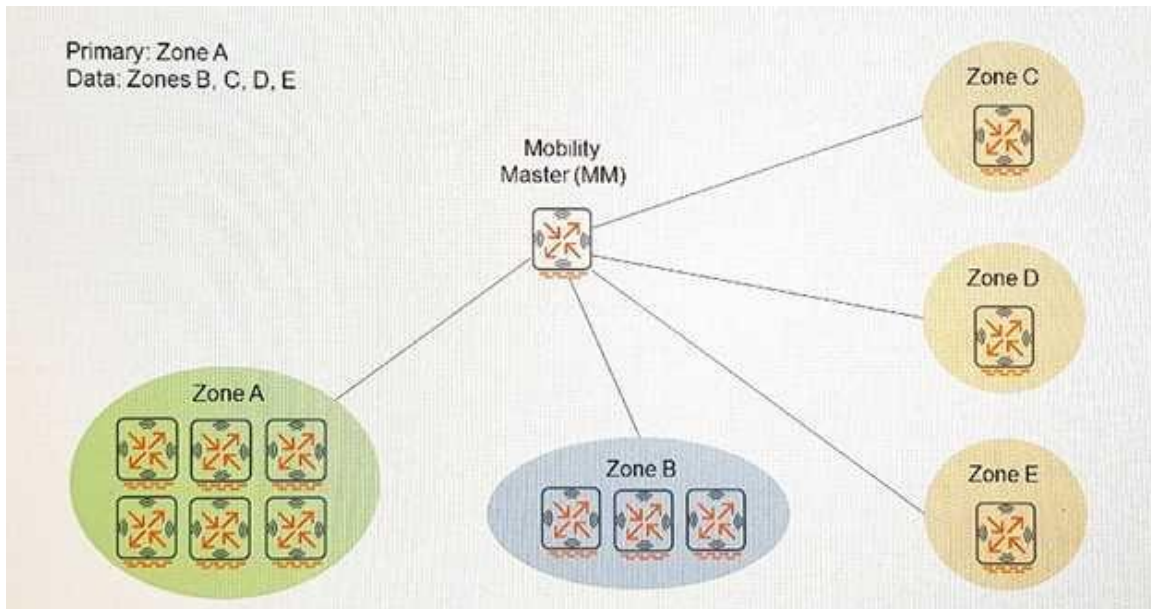 Primary: Zone A
Data: Zones B, C, D, E
Mobility
Master (MM)
Zone C
Zone D
Zone A
Zone B
Zone E